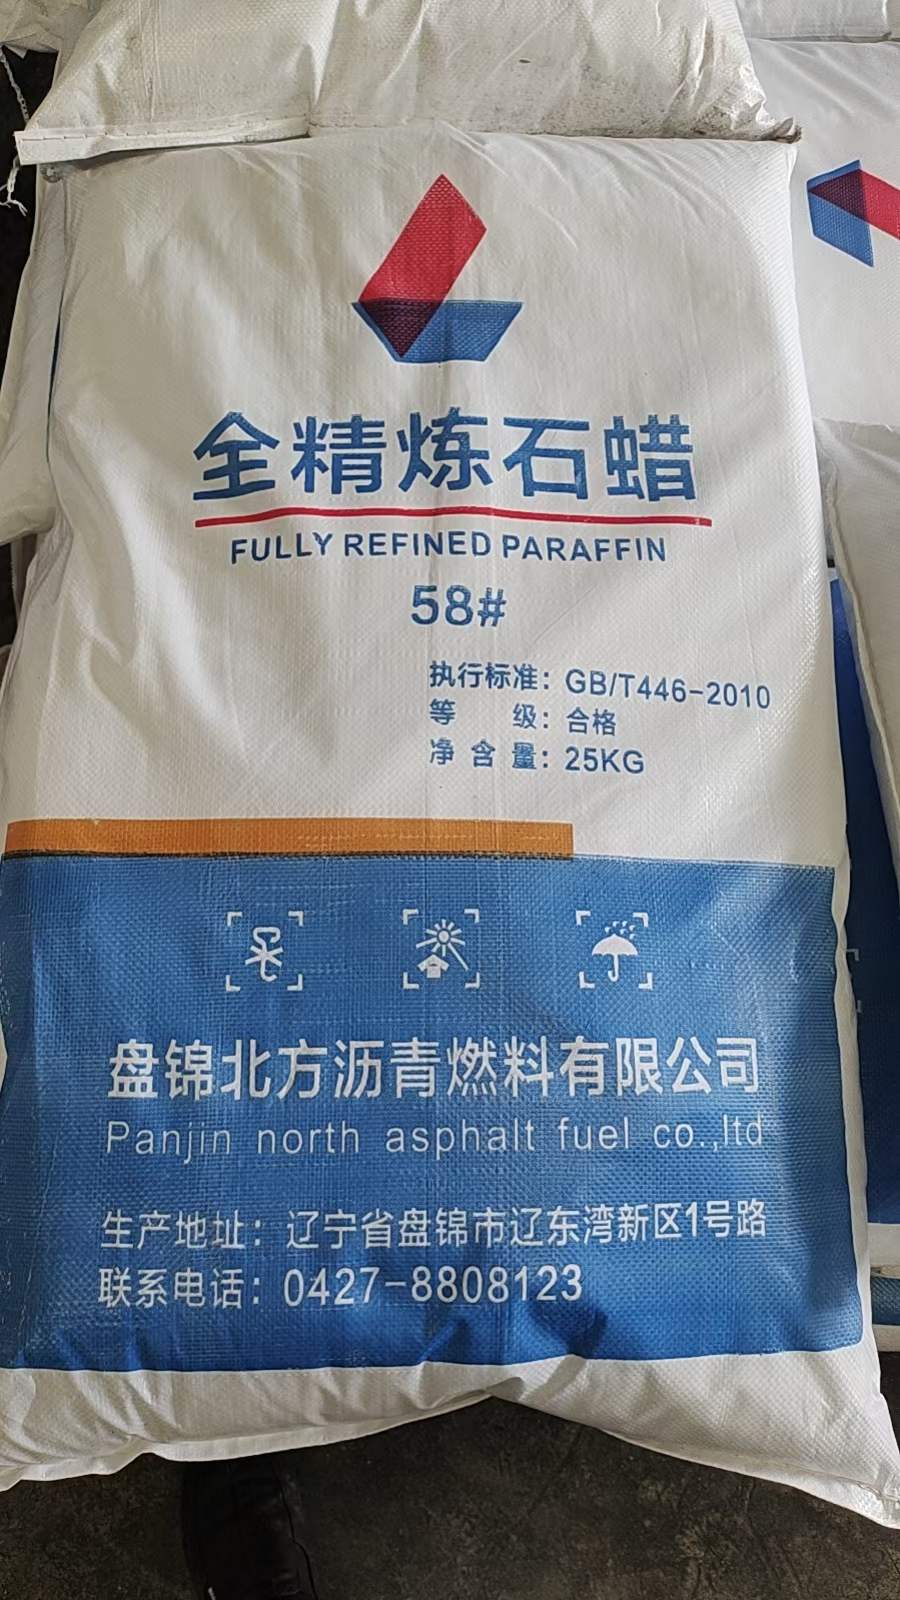 全精炼石蜡
FULLY REFINED PARAFFIN
58#
执行标准：GB/T446-2010
等 级：合格
净含量：25KG
盘锦北方沥青燃料有限公司
Panjin north asphalt fuel co.,ltd
生产地址：辽宁省盘锦市辽东湾新区1号路
联系电话：0427-8808123